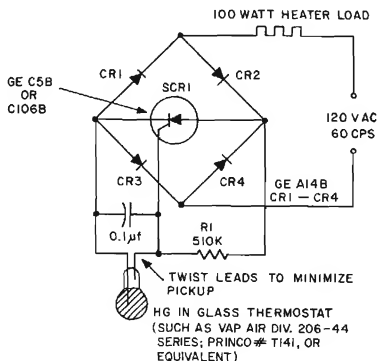 100 WATT HEATER LOAD
GE C5B
OR
C106B
CR1
SCR1
CR2
120 V AC
60 CPS
CR3
CR4
GE A14B
CR1 – CR4
0.1µf
R1
510K
TWIST LEADS TO MINIMIZE
PICKUP
HG IN GLASS THERMOSTAT
(SUCH AS VAP AIR DIV. 206-44
SERIES; PRINCO # T141, OR
EQUIVALENT)